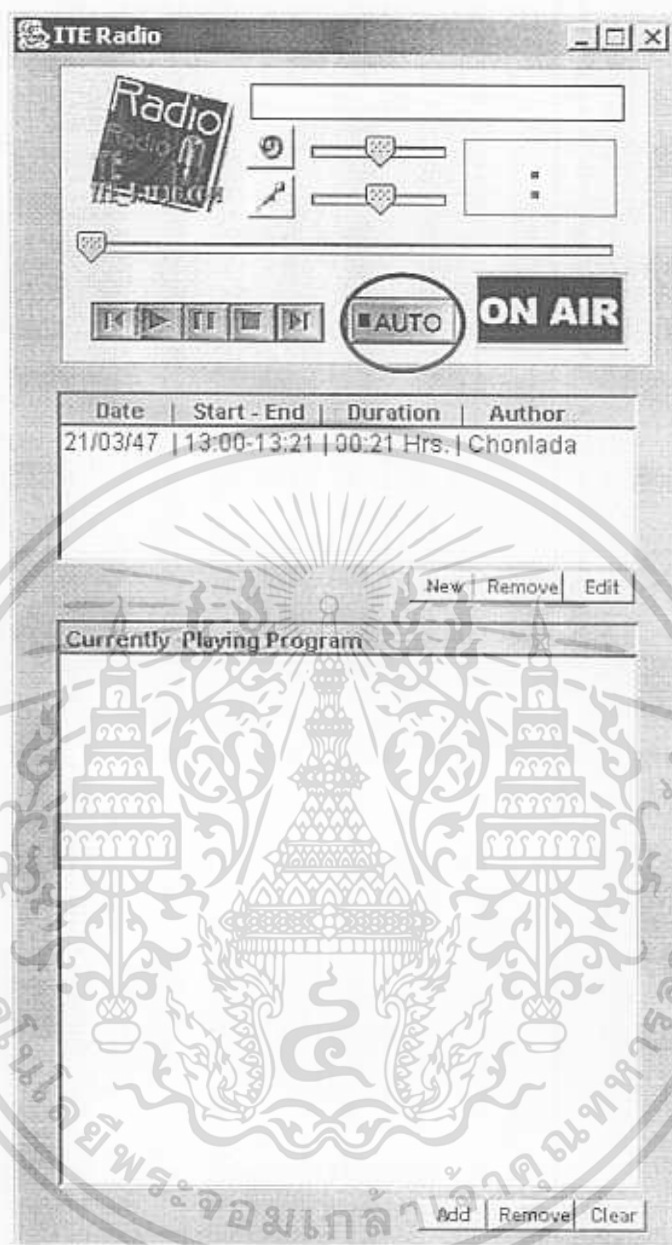 ITE Radio
Radio
:
AUTO
ON AIR
Date | Start - End | Duration | Author
21/03/47 | 13:00-13:21 | 00:21 Hrs. | Chonlada
New Remove Edit
Currently Playing Program
Add Remove Clear